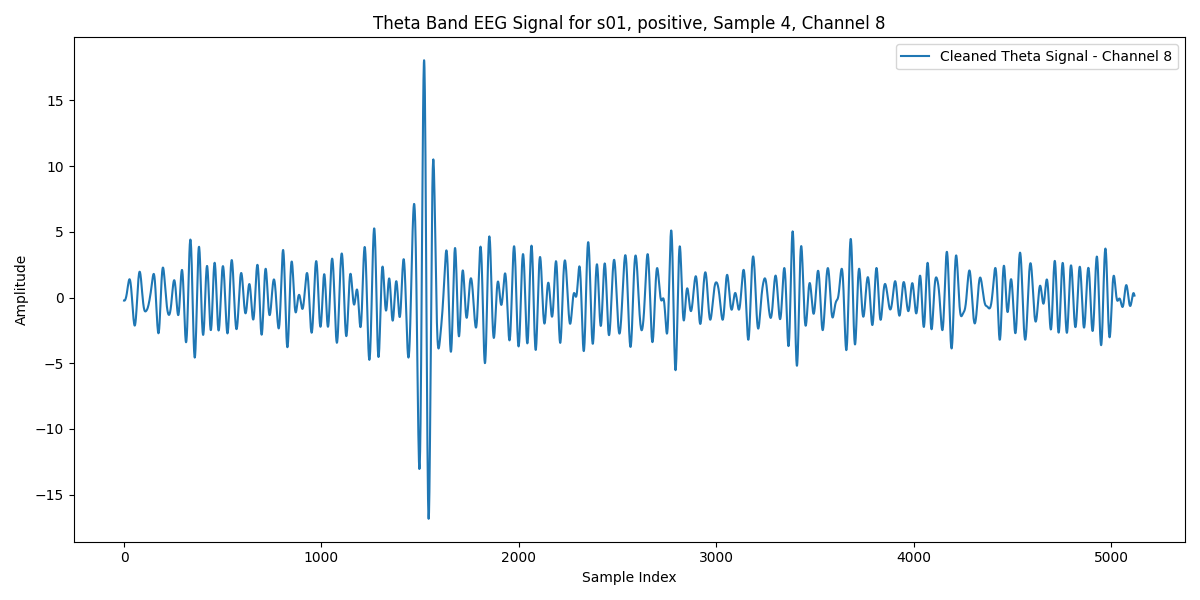 Theta Band EEG Signal for s01, positive, Sample 4, Channel 8
Cleaned Theta Signal - Channel 8
Amplitude
15
10
5
0
−5
−10
−15
0 1000 2000 3000 4000 5000
Sample Index